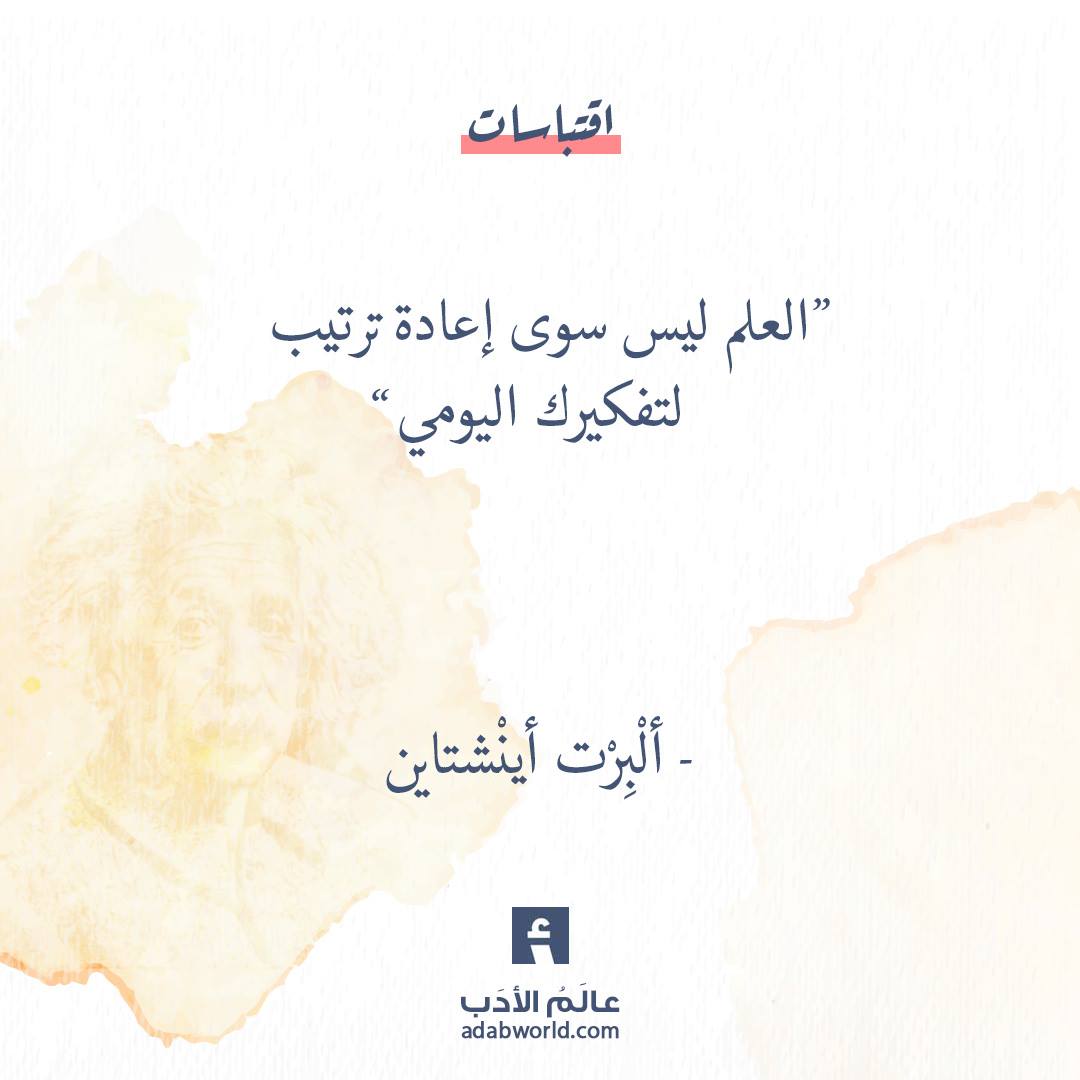 اقتباسات
”العلم ليس سوى إعادة ترتيب
لتفكيرك اليومي“
- ألْبِرْت أينْشتاين
أ
عالَمُ الأدَب
adabworld.com